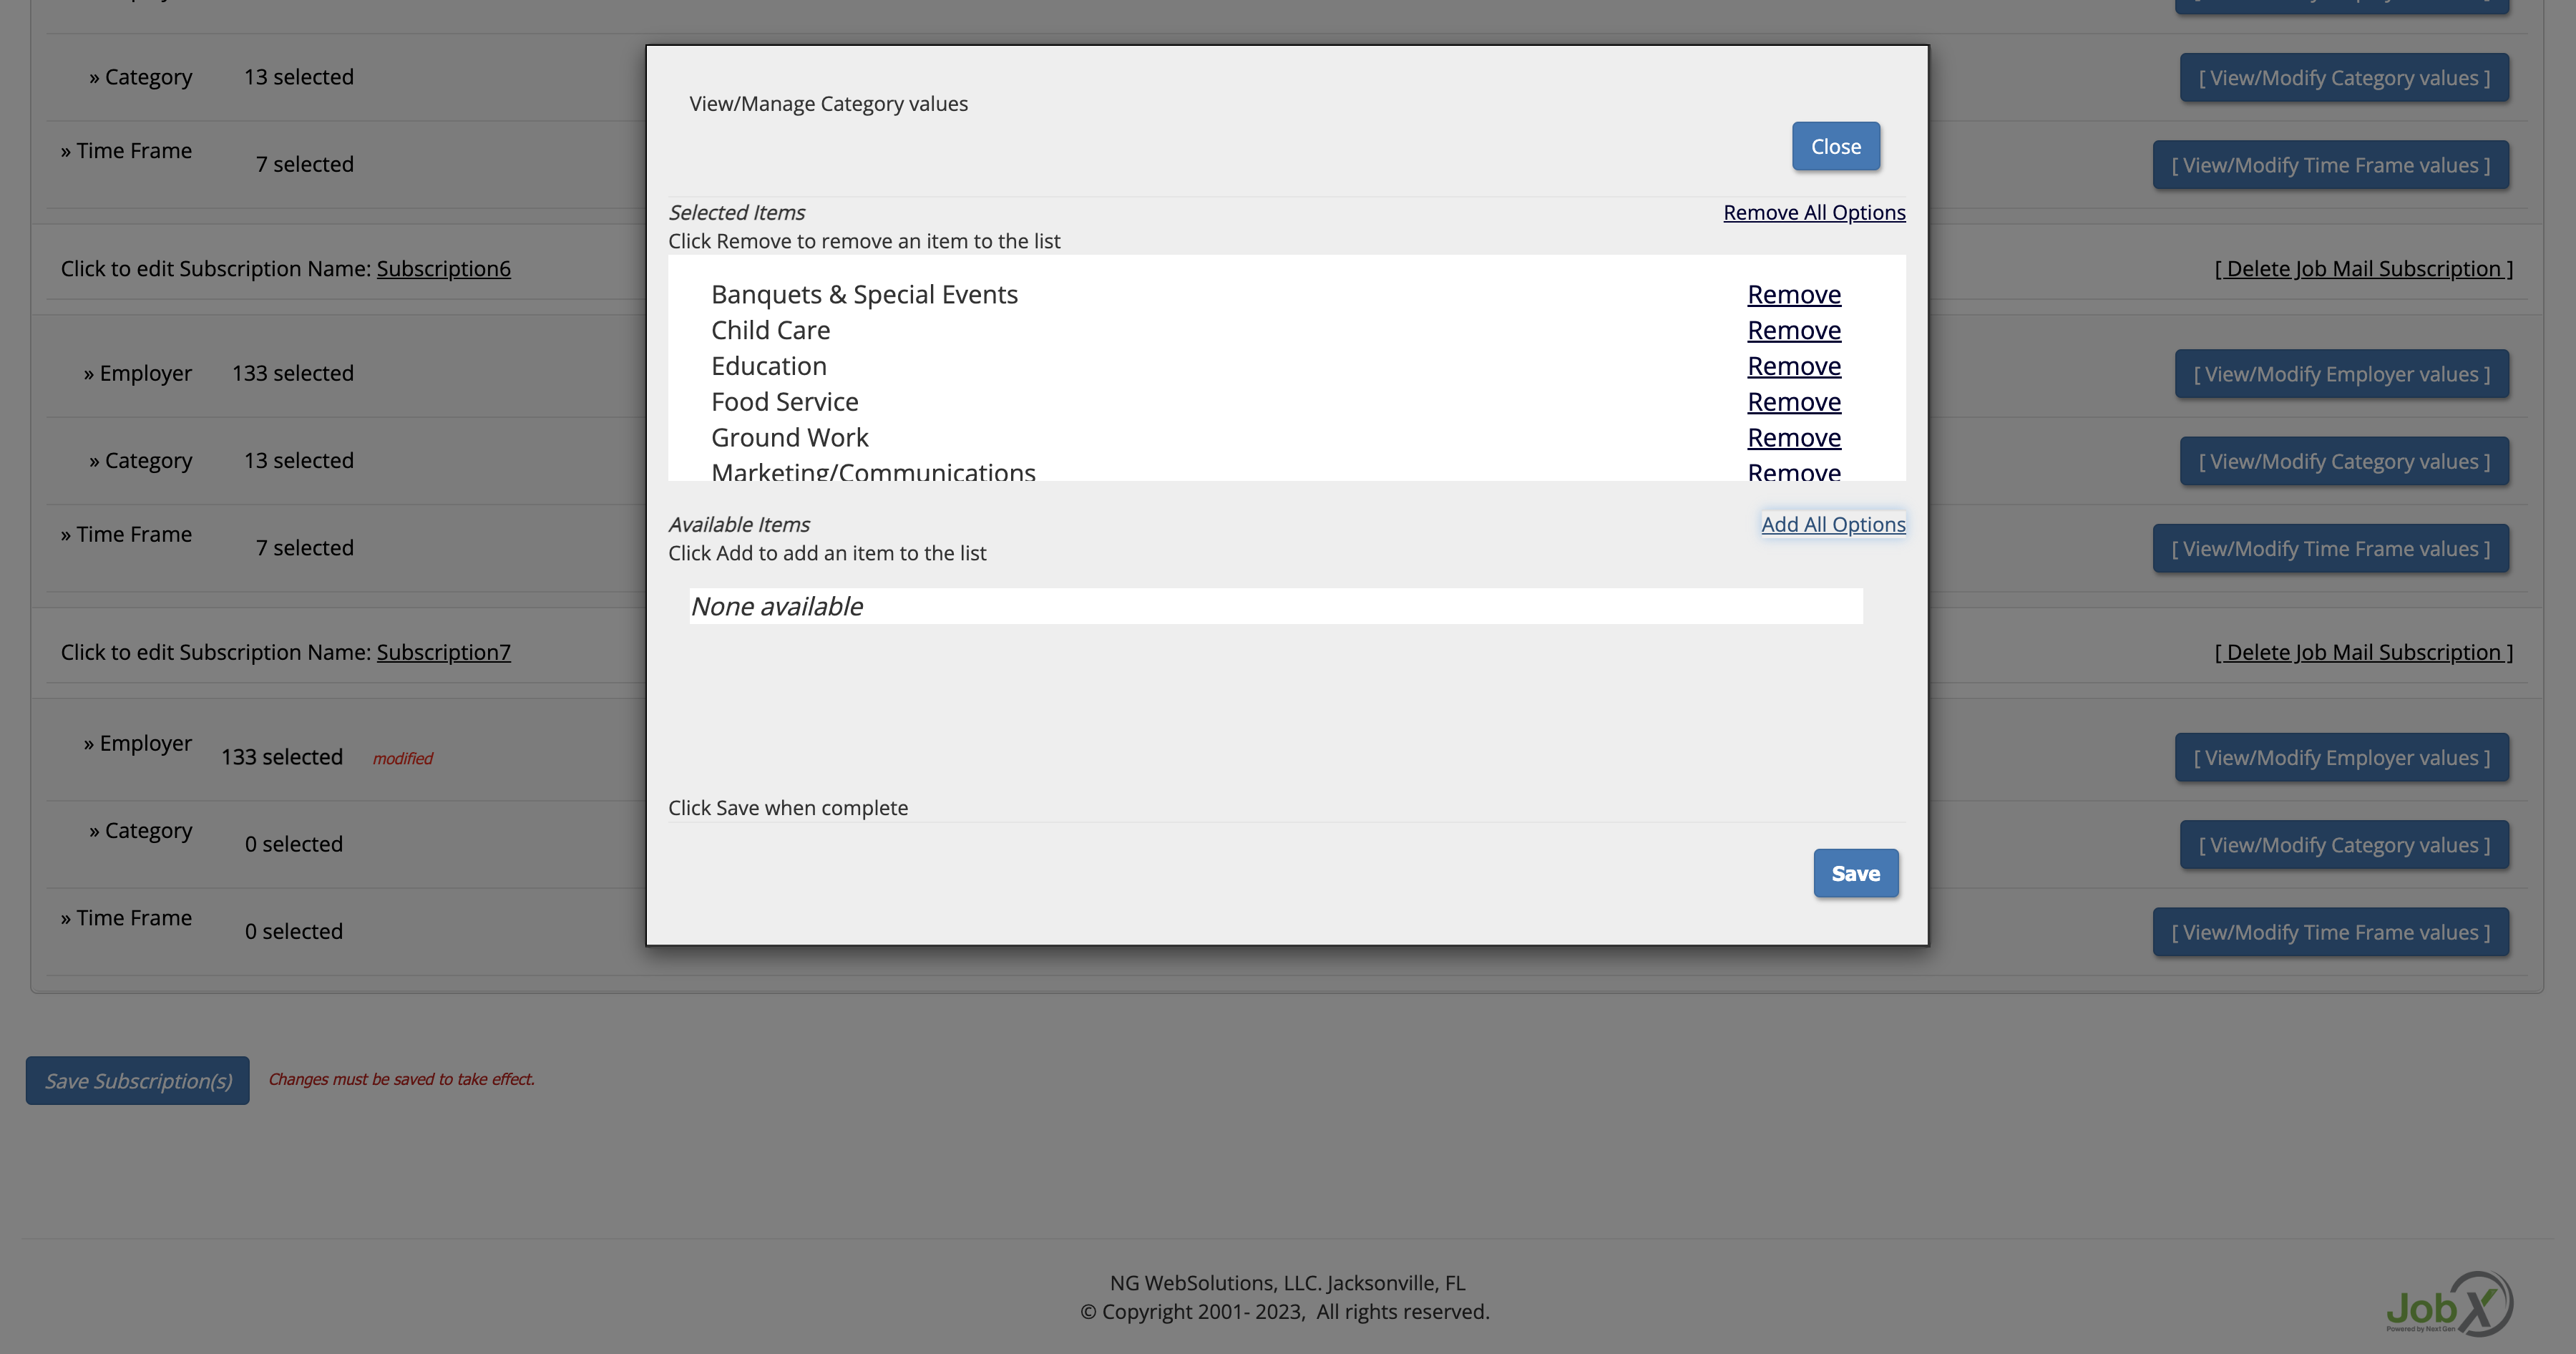 » Category 13 selected [ View/Modify Category values ]
» Time Frame 7 selected [ View/Modify Time Frame values ]
Click to edit Subscription Name: Subscription6 [ Delete Job Mail Subscription ]
» Employer 133 selected [ View/Modify Employer values ]
» Category 13 selected [ View/Modify Category values ]
» Time Frame 7 selected [ View/Modify Time Frame values ]
Click to edit Subscription Name: Subscription7 [ Delete Job Mail Subscription ]
» Employer 133 selected modified [ View/Modify Employer values ]
» Category 0 selected [ View/Modify Category values ]
» Time Frame 0 selected [ View/Modify Time Frame values ]
View/Manage Category values
Close
Selected Items Remove All Options
Click Remove to remove an item to the list
Banquets & Special Events Remove
Child Care Remove
Education Remove
Food Service Remove
Ground Work Remove
Marketing/Communications Remove
Available Items Add All Options
Click Add to add an item to the list
None available
Click Save when complete
Save
Save Subscription(s) Changes must be saved to take effect.
NG WebSolutions, LLC. Jacksonville, FL
© Copyright 2001- 2023, All rights reserved.
JobX
Powered by Next Gen